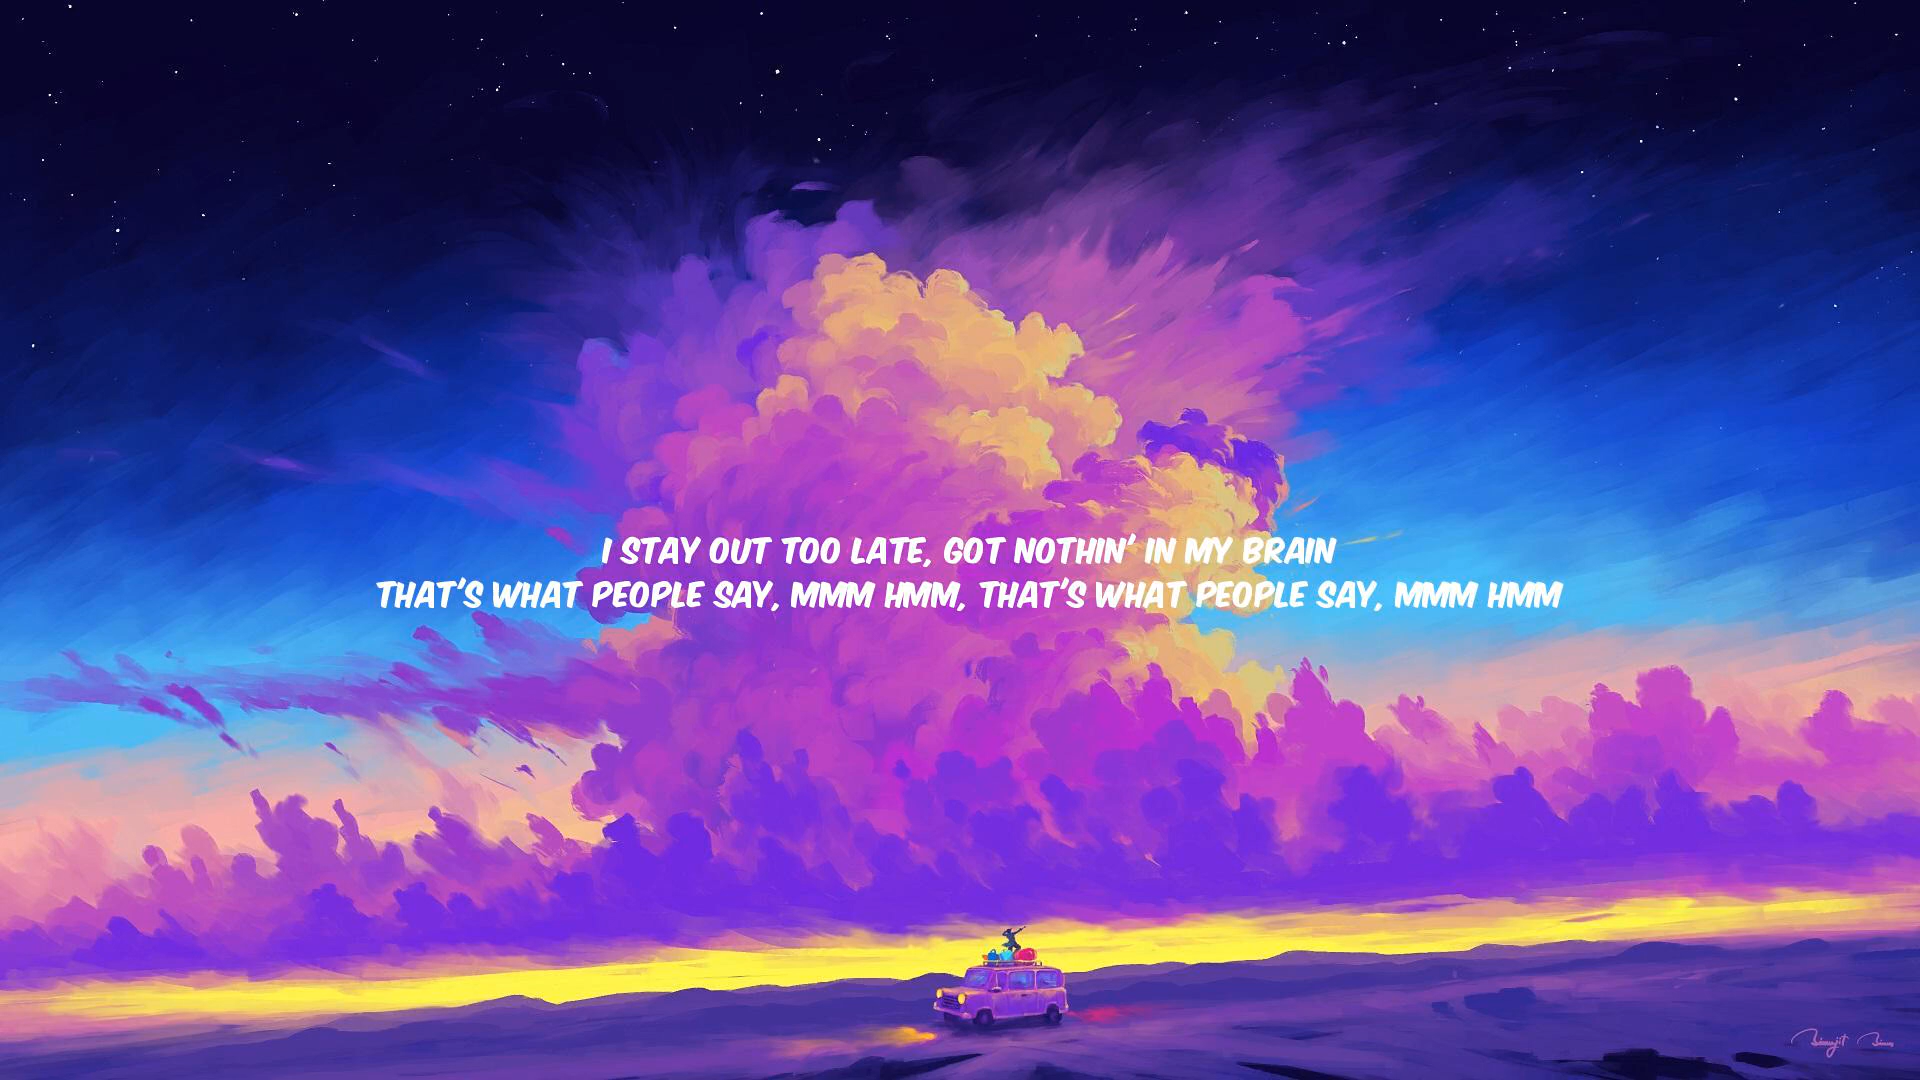 I STAY OUT TOO LATE, GOT NOTHIN' IN MY BRAIN
THAT'S WHAT PEOPLE SAY, MMM HMM, THAT'S WHAT PEOPLE SAY, MMM HMM